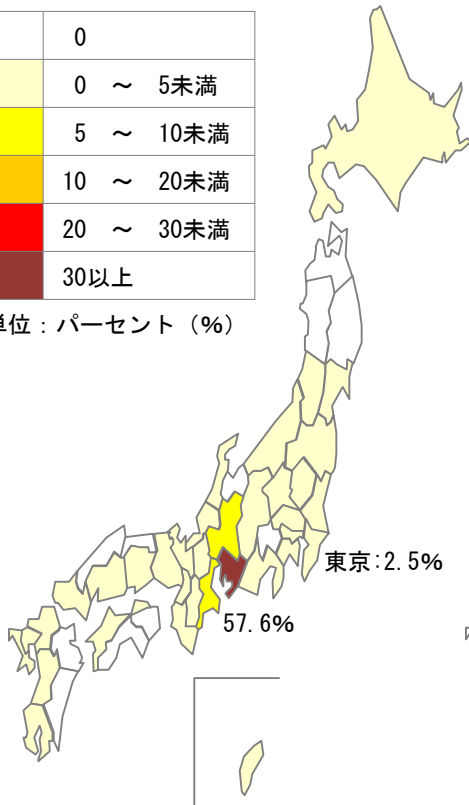 0
0 ～ 5未満
5 ～ 10未満
10 ～ 20未満
20 ～ 30未満
30以上
単位：パーセント（%）
東京:2.5%
57.6%